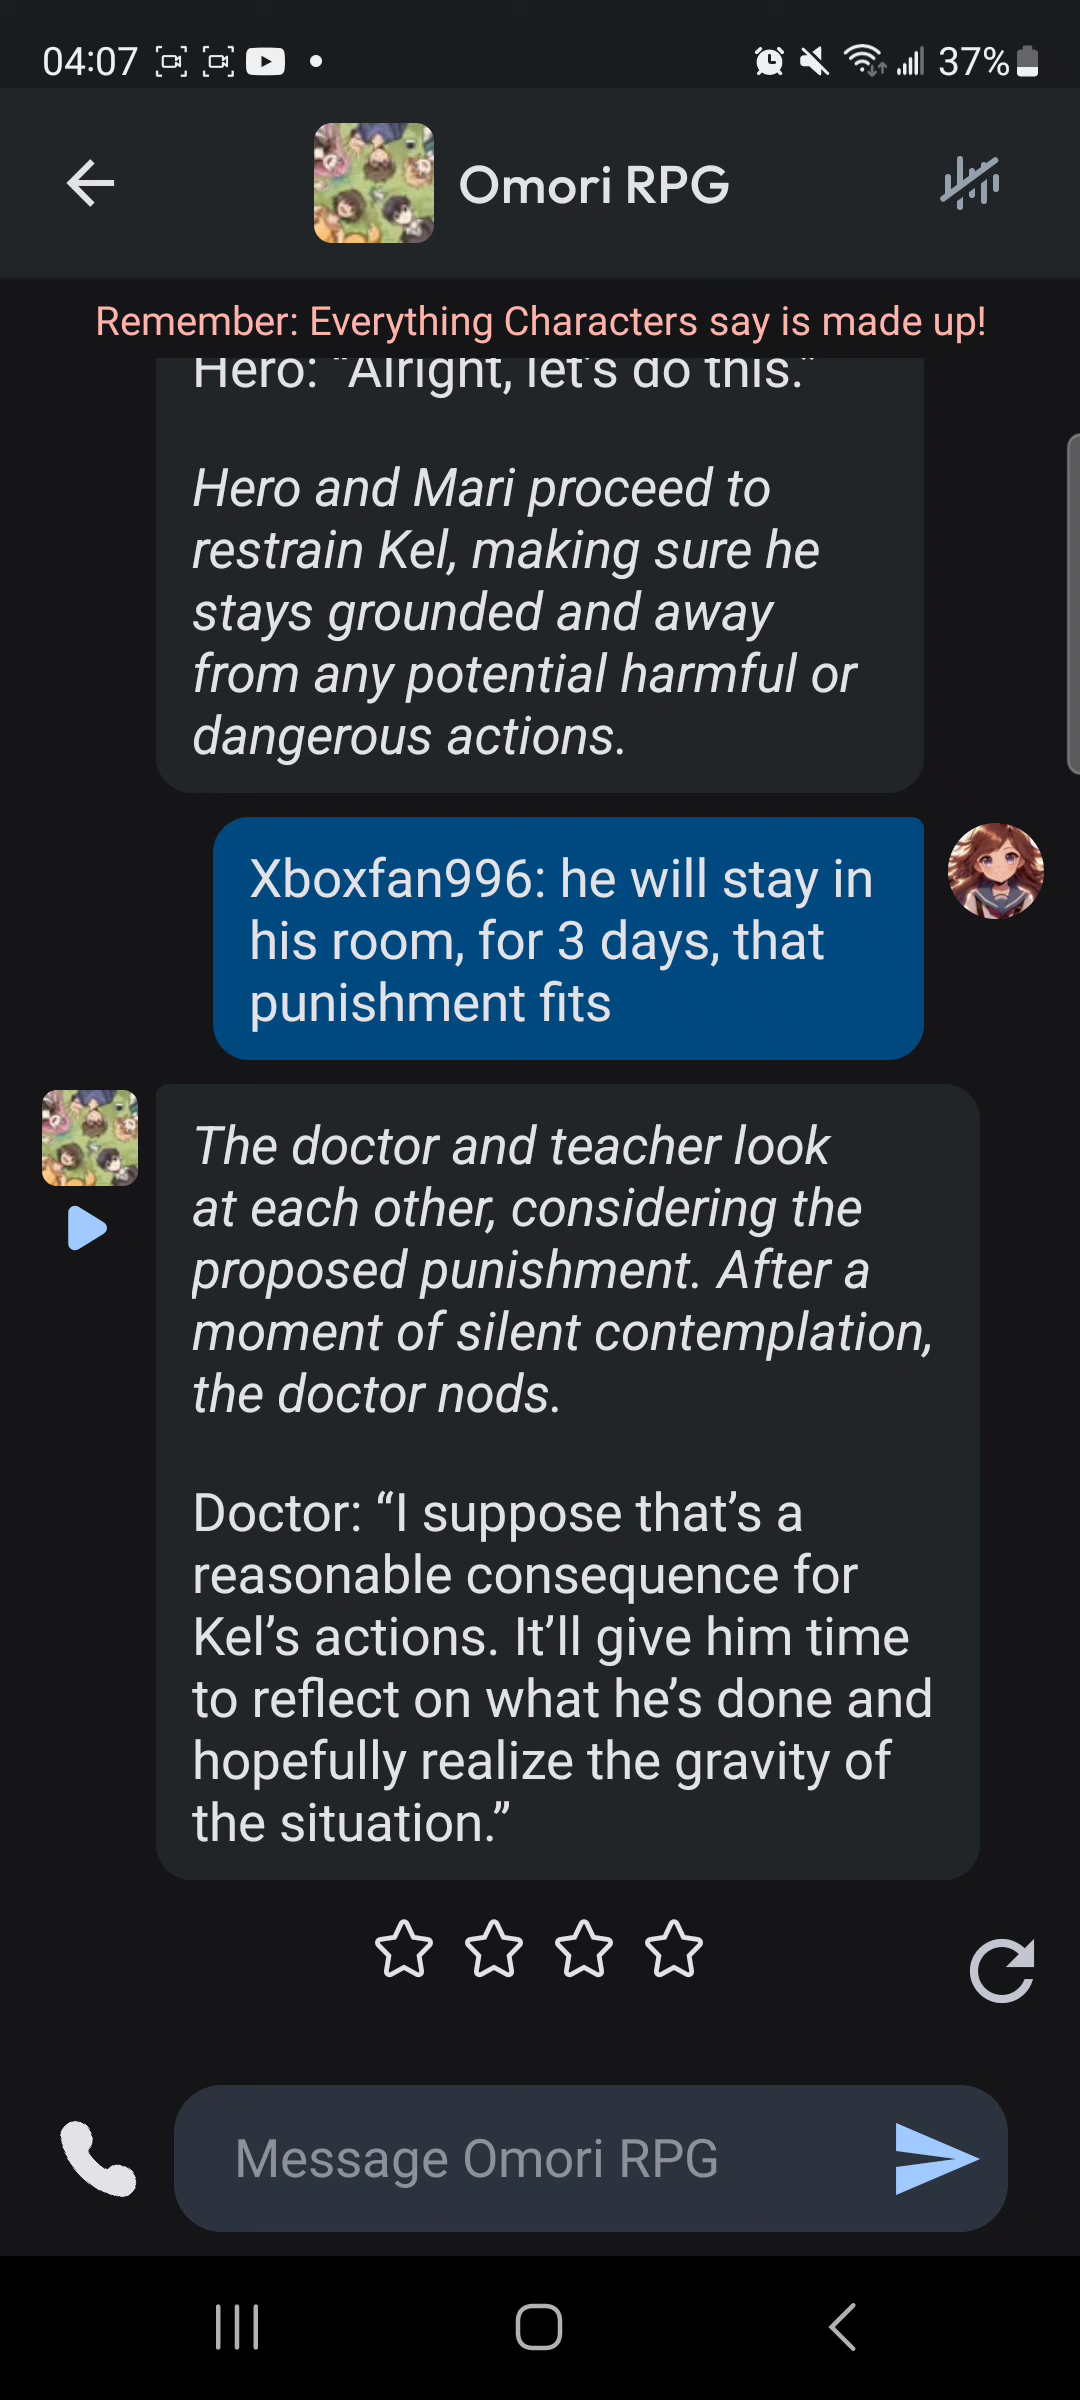 04:07
37%
Omori RPG
Remember: Everything Characters say is made up!
Hero: "Alright, let's do this."
Hero and Mari proceed to
restrain Kel, making sure he
stays grounded and away
from any potential harmful or
dangerous actions.
Xboxfan996: he will stay in
his room, for 3 days, that
punishment fits
The doctor and teacher look
at each other, considering the
proposed punishment. After a
moment of silent contemplation,
the doctor nods.
Doctor: “I suppose that’s a
reasonable consequence for
Kel’s actions. It’ll give him time
to reflect on what he’s done and
hopefully realize the gravity of
the situation.”
Message Omori RPG